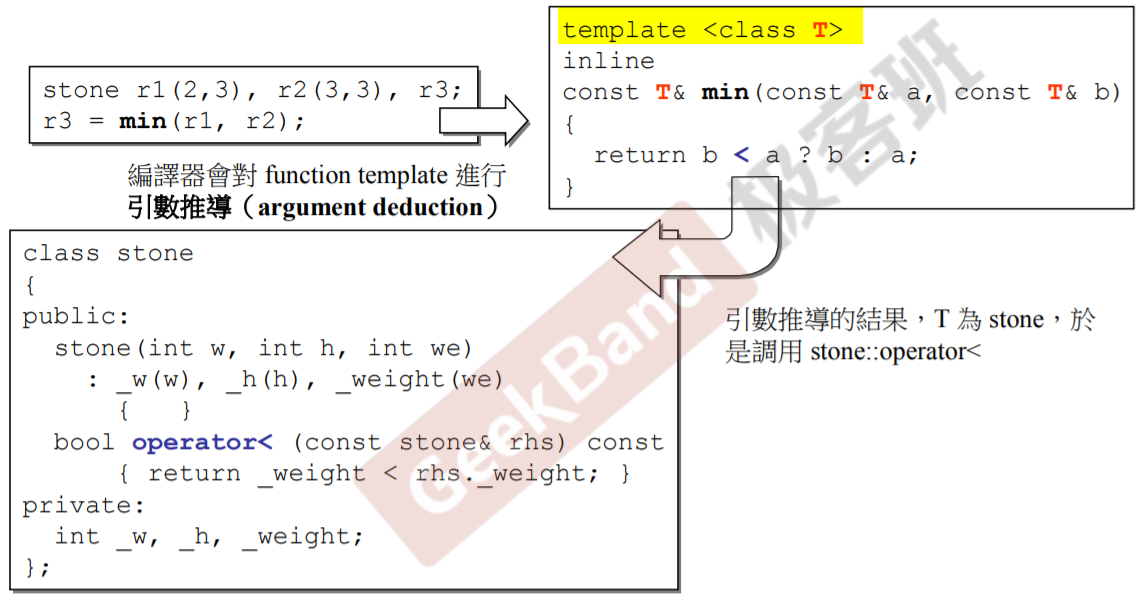 stone r1(2,3), r2(3,3), r3;
r3 = min(r1, r2);
編譯器會對 function template 進行
引數推導（argument deduction）
template <class T>
inline
const T& min(const T& a, const T& b)
{
return b < a ? b : a;
}
class stone
{
public:
stone(int w, int h, int we)
: _w(w), _h(h), _weight(we)
{ }
bool operator< (const stone& rhs) const
{ return _weight < rhs._weight; }
private:
int _w, _h, _weight;
};
引數推導的結果，T 為 stone，於
是調用 stone::operator<
GeekBand 极客班